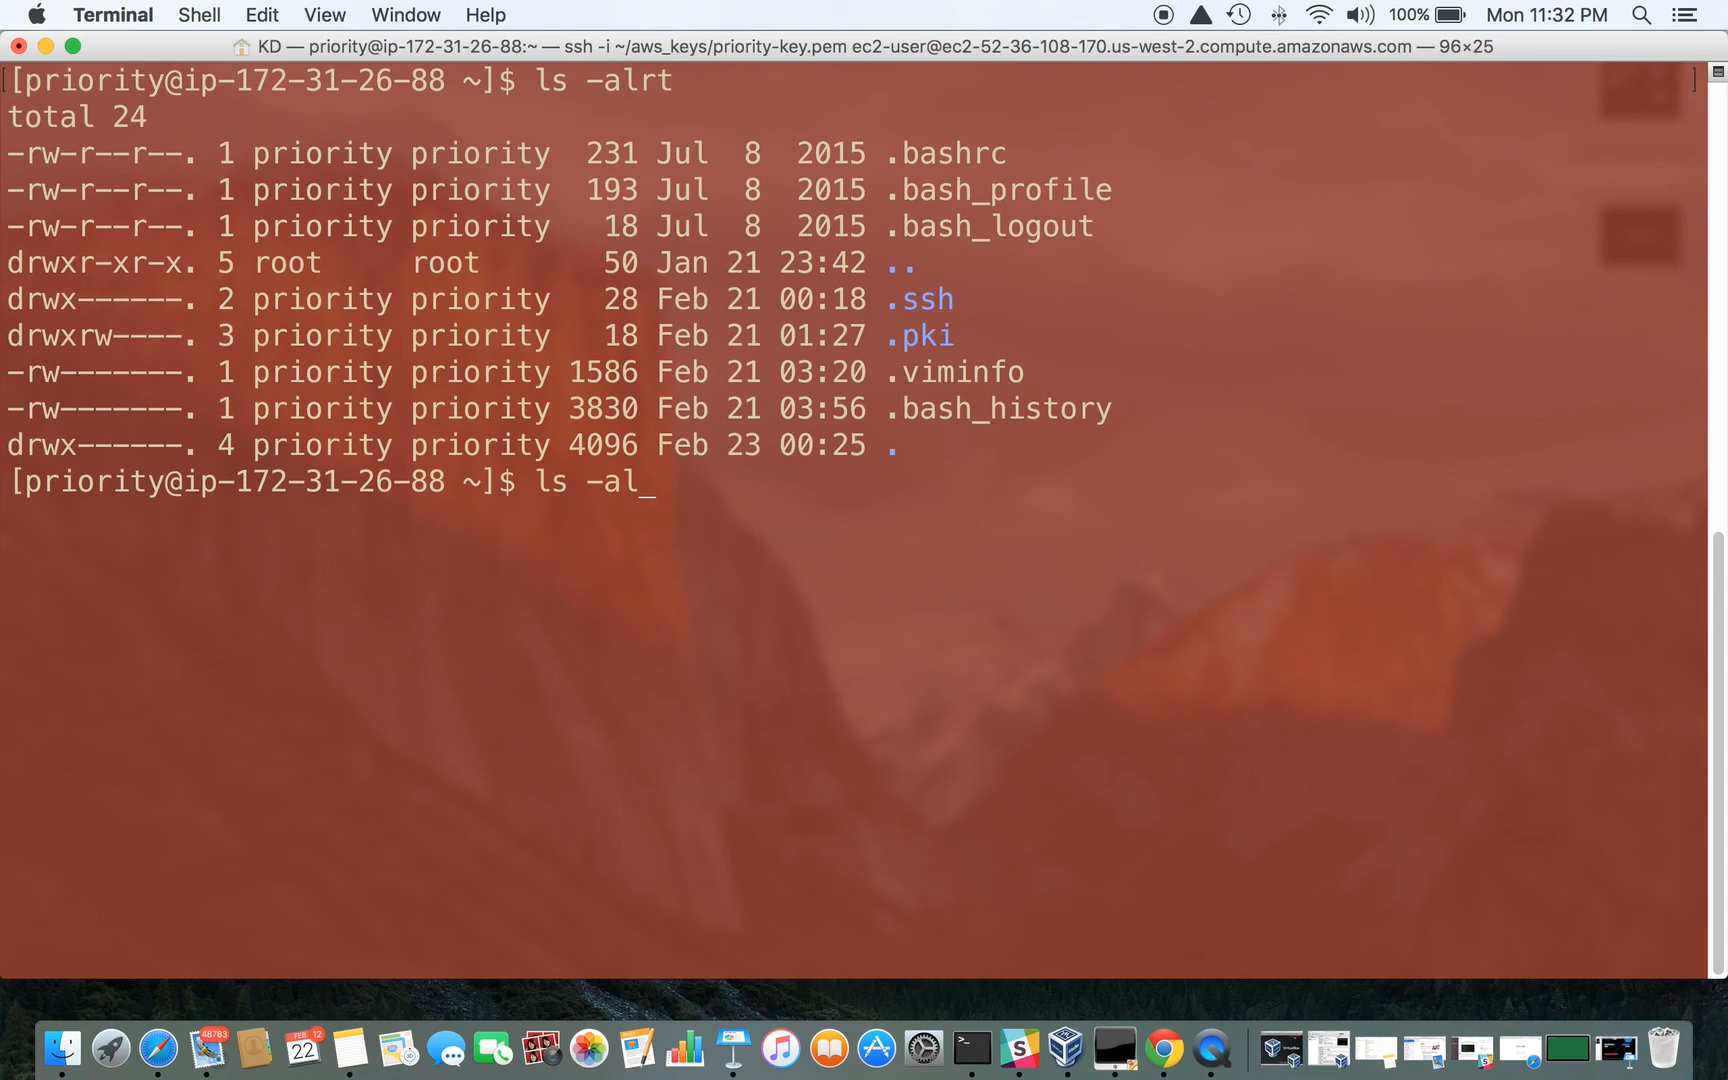 Terminal Shell Edit View Window Help 100% Mon 11:32 PM
KD — priority@ip-172-31-26-88:~ — ssh -i ~/aws_keys/priority-key.pem ec2-user@ec2-52-36-108-170.us-west-2.compute.amazonaws.com — 96×25
[priority@ip-172-31-26-88 ~]$ ls -alrt
total 24
-rw-r--r--. 1 priority priority  231 Jul  8  2015 .bashrc
-rw-r--r--. 1 priority priority  193 Jul  8  2015 .bash_profile
-rw-r--r--. 1 priority priority   18 Jul  8  2015 .bash_logout
drwxr-xr-x. 5 root     root       50 Jan 21 23:42 ..
drwx------. 2 priority priority   28 Feb 21 00:18 .ssh
drwxrw----. 3 priority priority   18 Feb 21 01:27 .pki
-rw-------. 1 priority priority 1586 Feb 21 03:20 .viminfo
-rw-------. 1 priority priority 3830 Feb 21 03:56 .bash_history
drwx------. 4 priority priority 4096 Feb 23 00:25 .
[priority@ip-172-31-26-88 ~]$ ls -al_
48783
FEB 12
22